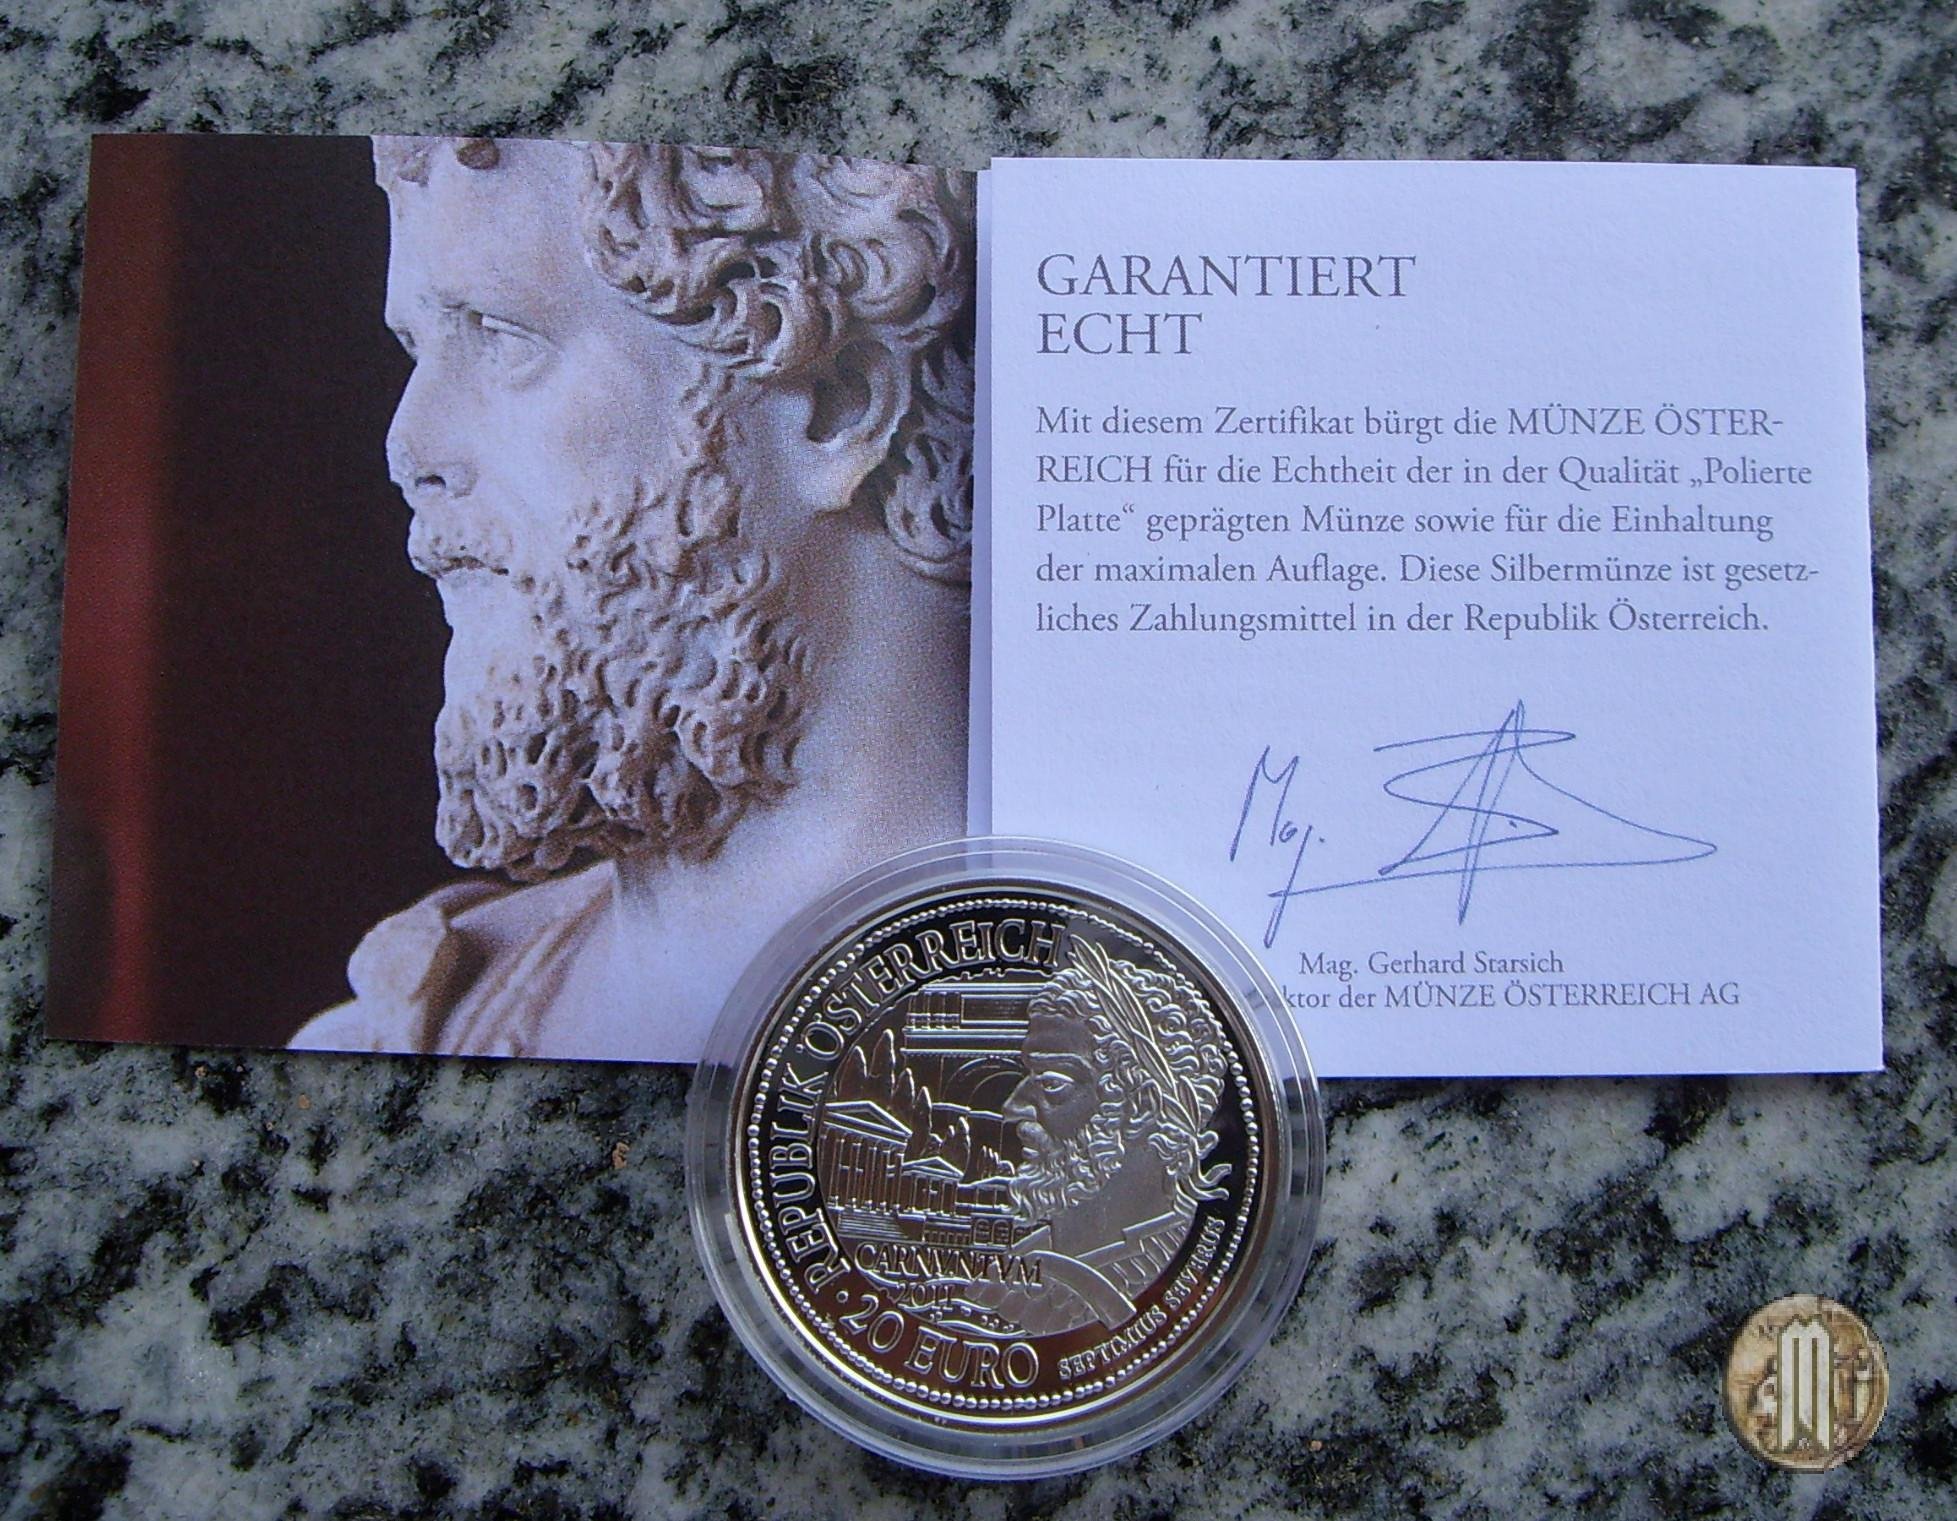 GARANTIERT
ECHT
Mit diesem Zertifikat bürgt die MÜNZE ÖSTER-
REICH für die Echtheit der in der Qualität „Polierte
Platte“ geprägten Münze sowie für die Einhaltung
der maximalen Auflage. Diese Silbermünze ist gesetz-
liches Zahlungsmittel in der Republik Österreich.
Mag.
Mag. Gerhard Starsich
ktor der MÜNZE ÖSTERREICH AG
REPUBLIK ÖSTERREICH
CARNVNTVM
2011
· 20 EURO
SEPTIMIUS SEVERUS